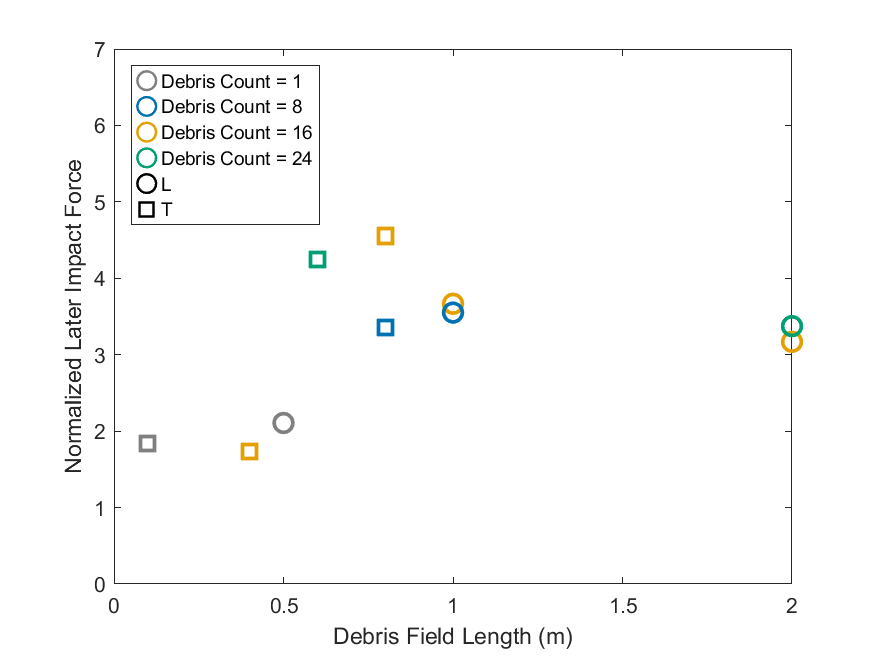 7
6
5
4
3
2
1
0
Normalized Later Impact Force
Debris Count = 1
Debris Count = 8
Debris Count = 16
Debris Count = 24
L
T
0 0.5 1 1.5 2
Debris Field Length (m)